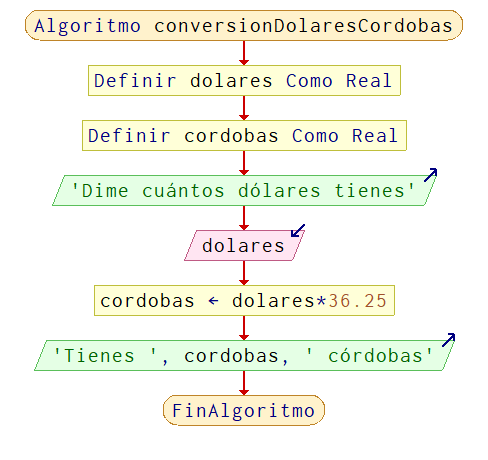 Algoritmo conversionDolaresCordobas
Definir dolares Como Real
Definir cordobas Como Real
'Dime cuántos dólares tienes'
dolares
cordobas ← dolares*36.25
'Tienes ', cordobas, ' córdobas'
FinAlgoritmo